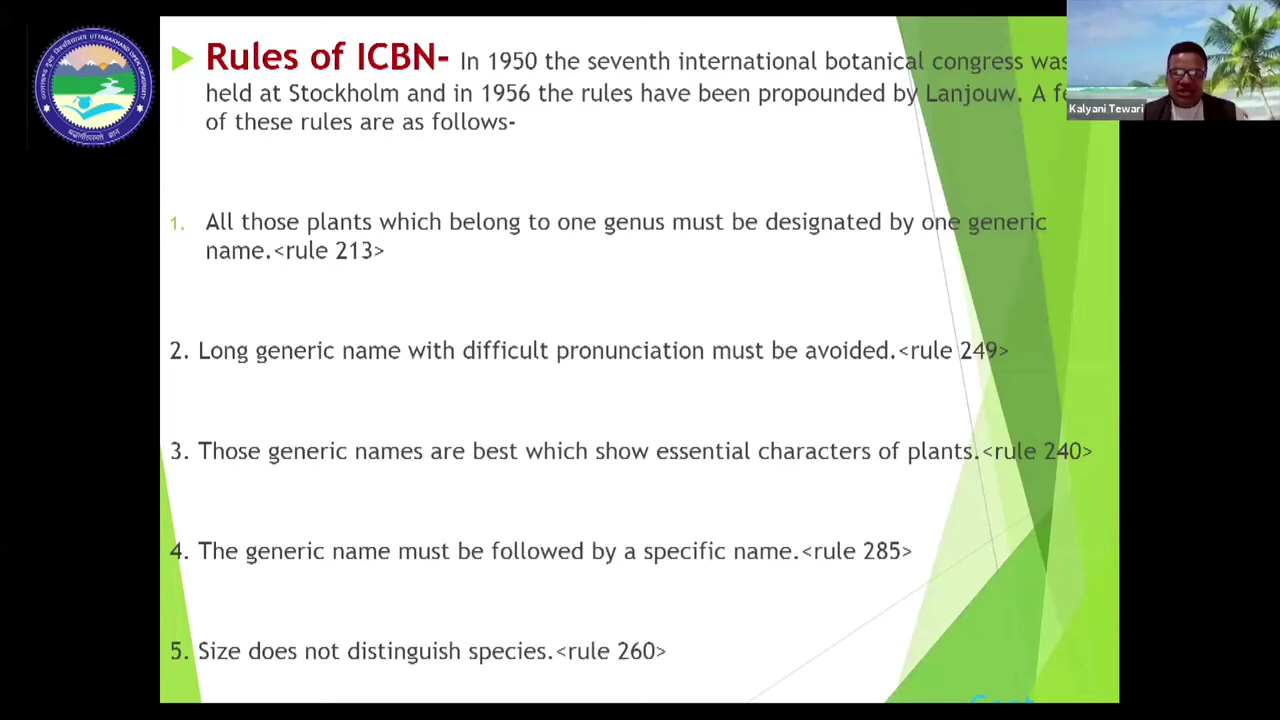 Rules of ICBN- In 1950 the seventh international botanical congress was
held at Stockholm and in 1956 the rules have been propounded by Lanjouw. A
of these rules are as follows-
Kalyani Tewari
1. All those plants which belong to one genus must be designated by one generic
name.<rule 213>
2. Long generic name with difficult pronunciation must be avoided.<rule 249>
3. Those generic names are best which show essential characters of plants.<rule 240>
4. The generic name must be followed by a specific name.<rule 285>
5. Size does not distinguish species.<rule 260>